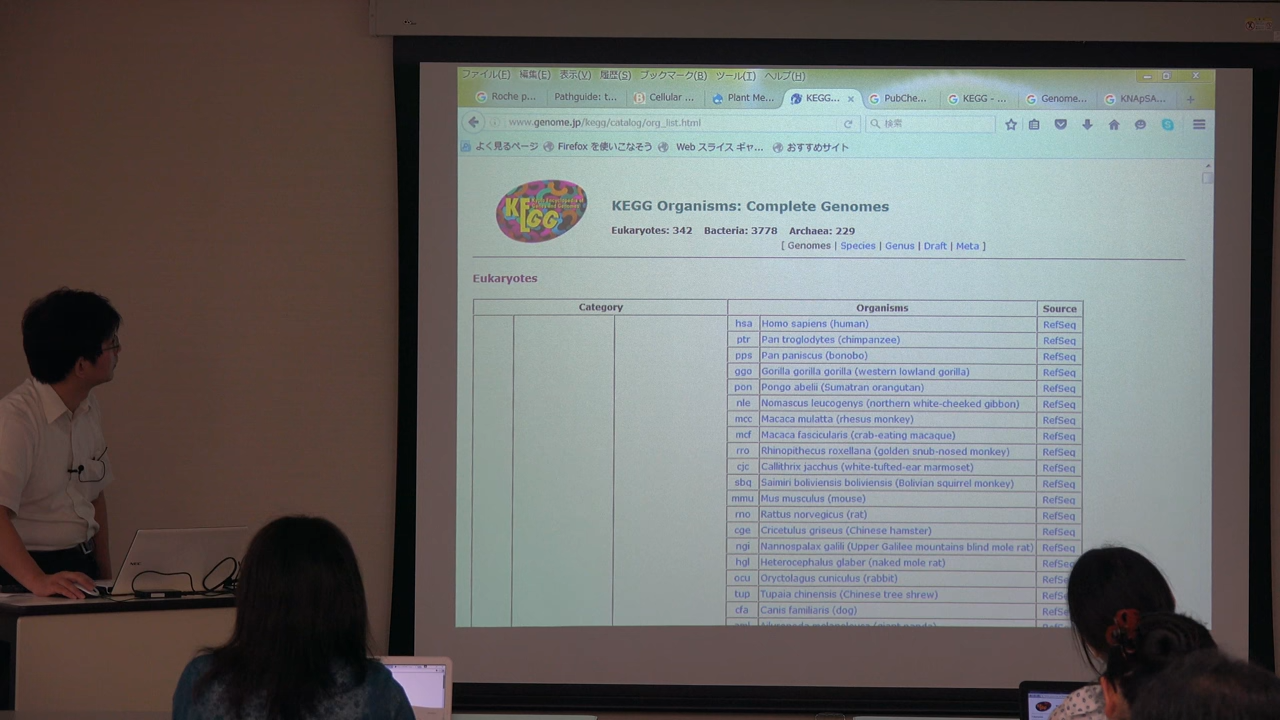 ファイル(F) 編集(E) 表示(V) 履歴(S) ブックマーク(B) ツール(T) ヘルプ(H)
Roche p... Pathguide: t... Cellular ... Plant Me... KEGG... PubChe... KEGG - ... Genome... KNApSA...
www.genome.jp/kegg/catalog/org_list.html 検索
よく見るページ Firefox を使いこなそう Web スライス ギャ... おすすめサイト
KEGG
KEGG Organisms: Complete Genomes
Eukaryotes: 342 Bacteria: 3778 Archaea: 229
[ Genomes | Species | Genus | Draft | Meta ]
Eukaryotes
Category Organisms Source
hsa Homo sapiens (human) RefSeq
ptr Pan troglodytes (chimpanzee) RefSeq
pps Pan paniscus (bonobo) RefSeq
ggo Gorilla gorilla gorilla (western lowland gorilla) RefSeq
pon Pongo abelii (Sumatran orangutan) RefSeq
nle Nomascus leucogenys (northern white-cheeked gibbon) RefSeq
mcc Macaca mulatta (rhesus monkey) RefSeq
mcf Macaca fascicularis (crab-eating macaque) RefSeq
rro Rhinopithecus roxellana (golden snub-nosed monkey) RefSeq
cjc Callithrix jacchus (white-tufted-ear marmoset) RefSeq
sbq Saimiri boliviensis boliviensis (Bolivian squirrel monkey) RefSeq
mmu Mus musculus (mouse) RefSeq
rno Rattus norvegicus (rat) RefSeq
cge Cricetulus griseus (Chinese hamster) RefSeq
ngi Nannospalax galili (Upper Galilee mountains blind mole rat) RefSeq
hgl Heterocephalus glaber (naked mole rat) RefSeq
ocu Oryctolagus cuniculus (rabbit) RefSe
tup Tupaia chinensis (Chinese tree shrew) RefS
cfa Canis familiaris (dog) RefSe